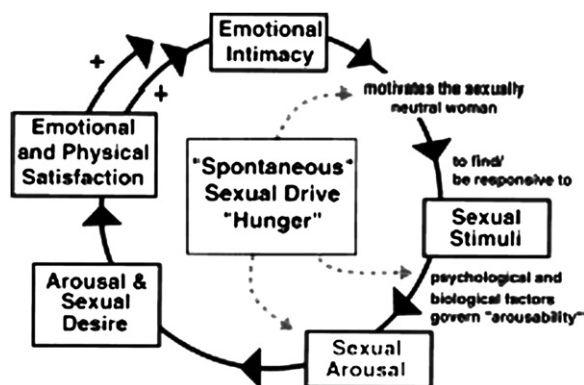 Emotional
Intimacy
motivates the sexually
neutral woman
to find/
be responsive to
Sexual
Stimuli
psychological and
biological factors
govern "arousability"
Sexual
Arousal
Arousal &
Sexual
Desire
Emotional
and Physical
Satisfaction
+
+
"Spontaneous"
Sexual Drive
"Hunger"